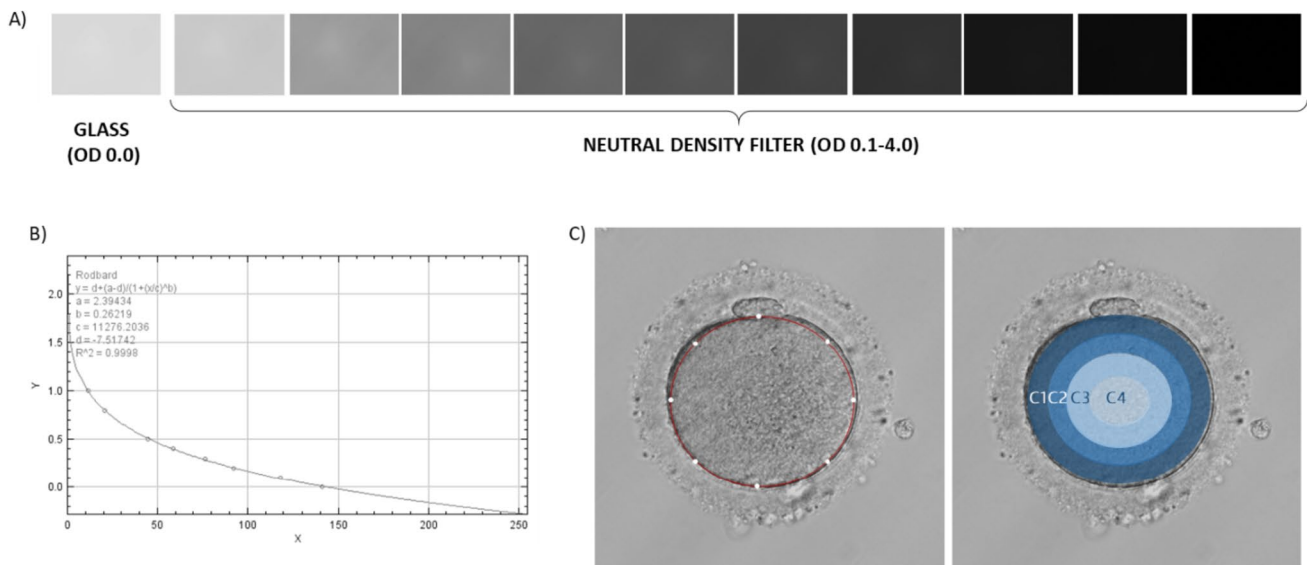 A)
GLASS
(OD 0.0)
NEUTRAL DENSITY FILTER (OD 0.1-4.0)
B)
Rodbard
y = d+(a-d)/(1+(x/c)^b)
a = 2.39434
b = 0.26219
c = 11276.2036
d = -7.51742
R^2 = 0.9998
2.0
1.5
1.0
0.5
0.0
Y
0
50
100
150
200
250
X
C)
C1 C2 C3 C4